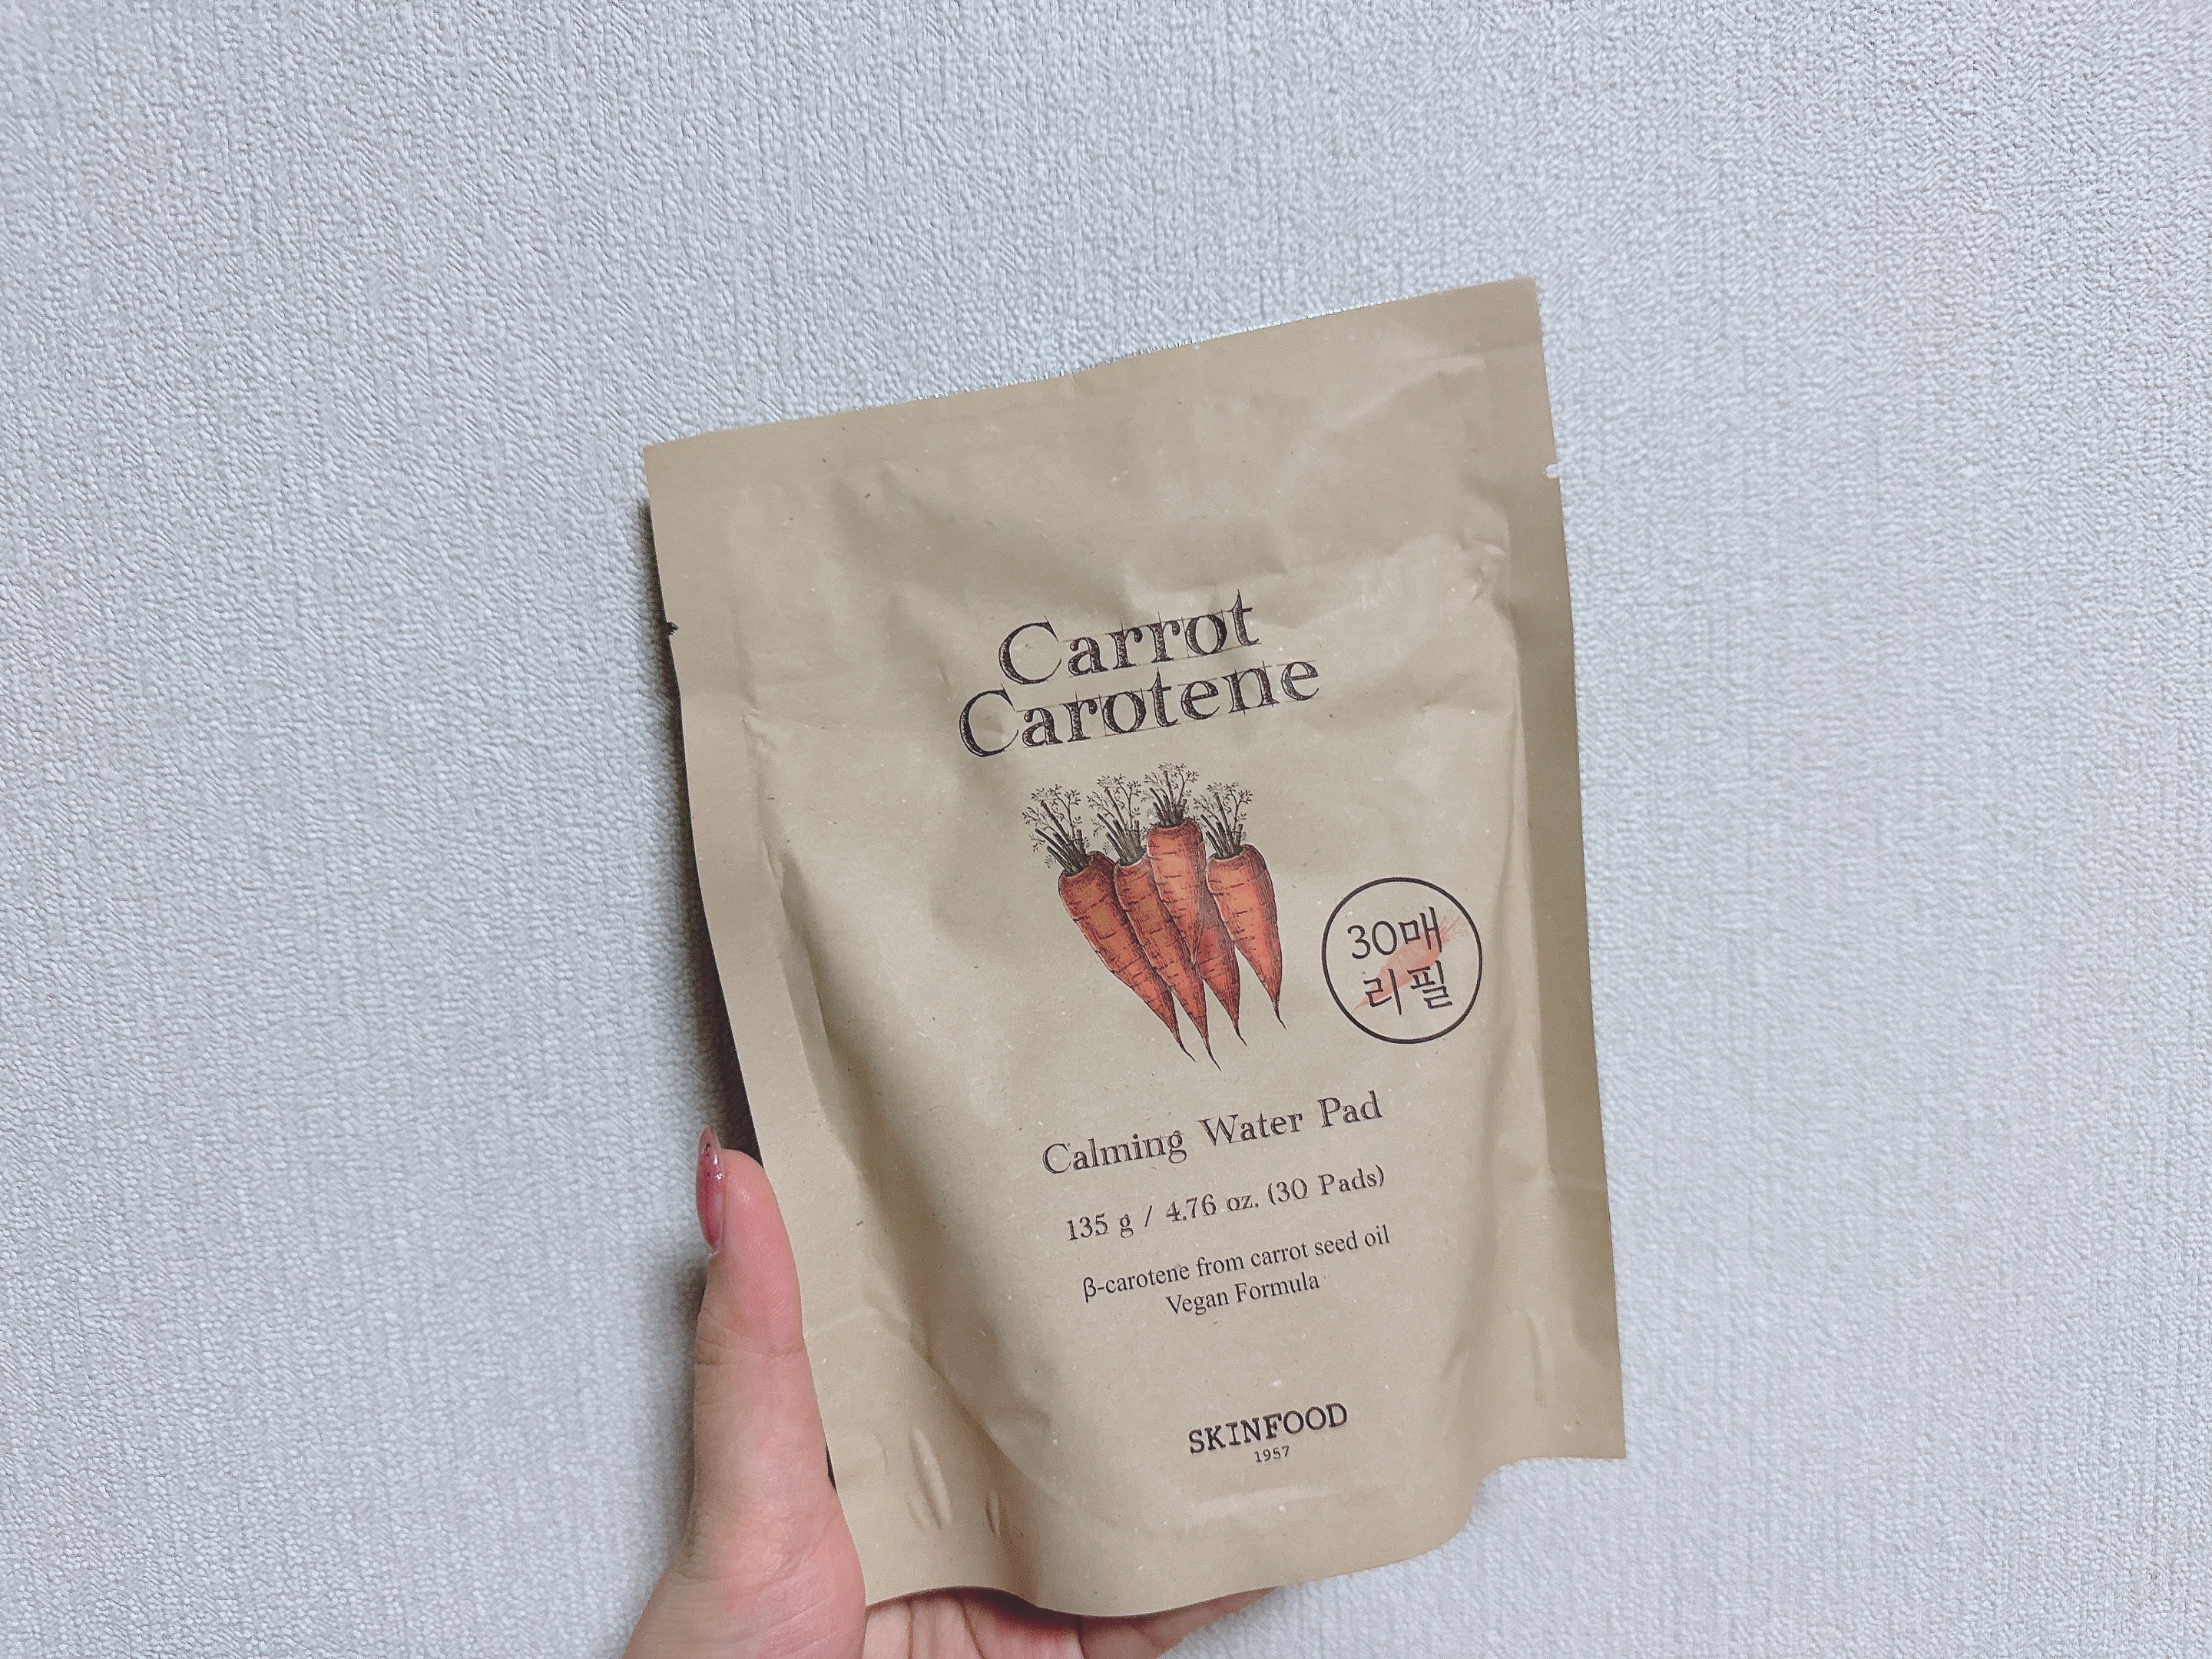 Carrot
Carotene
30매
리필
Calming Water Pad
135 g / 4.76 oz. (30 Pads)
β-carotene from carrot seed oil
Vegan Formula
SKINFOOD
1957